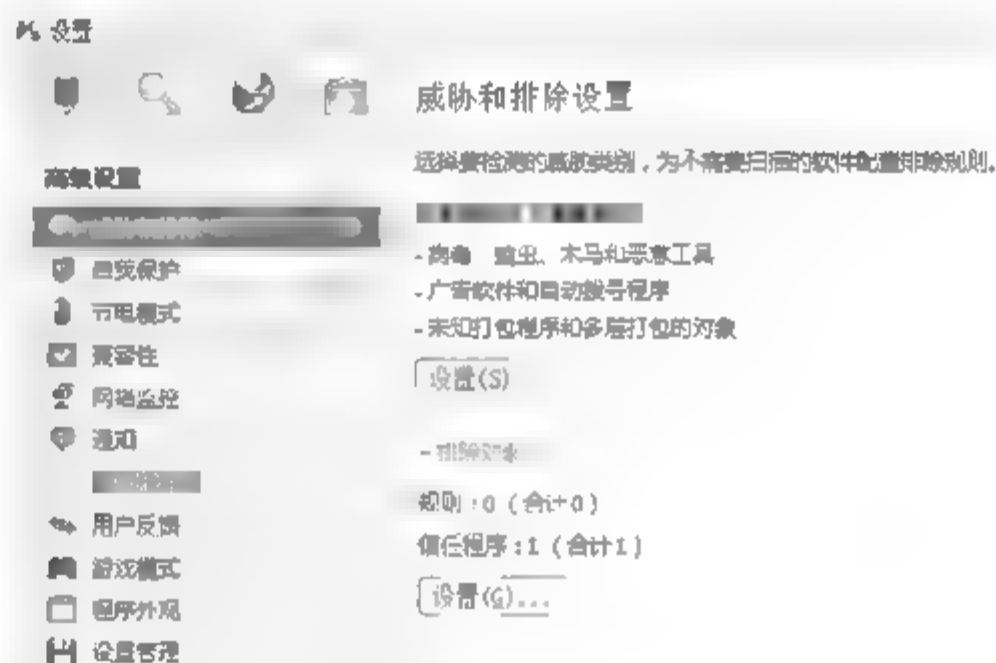 设置
威胁和排除设置
选择要检测的威胁类别，为不需要扫描的软件配置排除规则.
高级设置
- 病毒 蠕虫、木马和恶意工具
自我保护
- 广告软件和自动拨号程序
节电模式
- 未知打包程序和多层打包的对象
兼容性
设置(S)
网络监控
通知
- 排除对象
规则：0 （合计0）
用户反馈
信任程序：1 （合计1）
游戏模式
设置(G)...
程序外观
设置管理